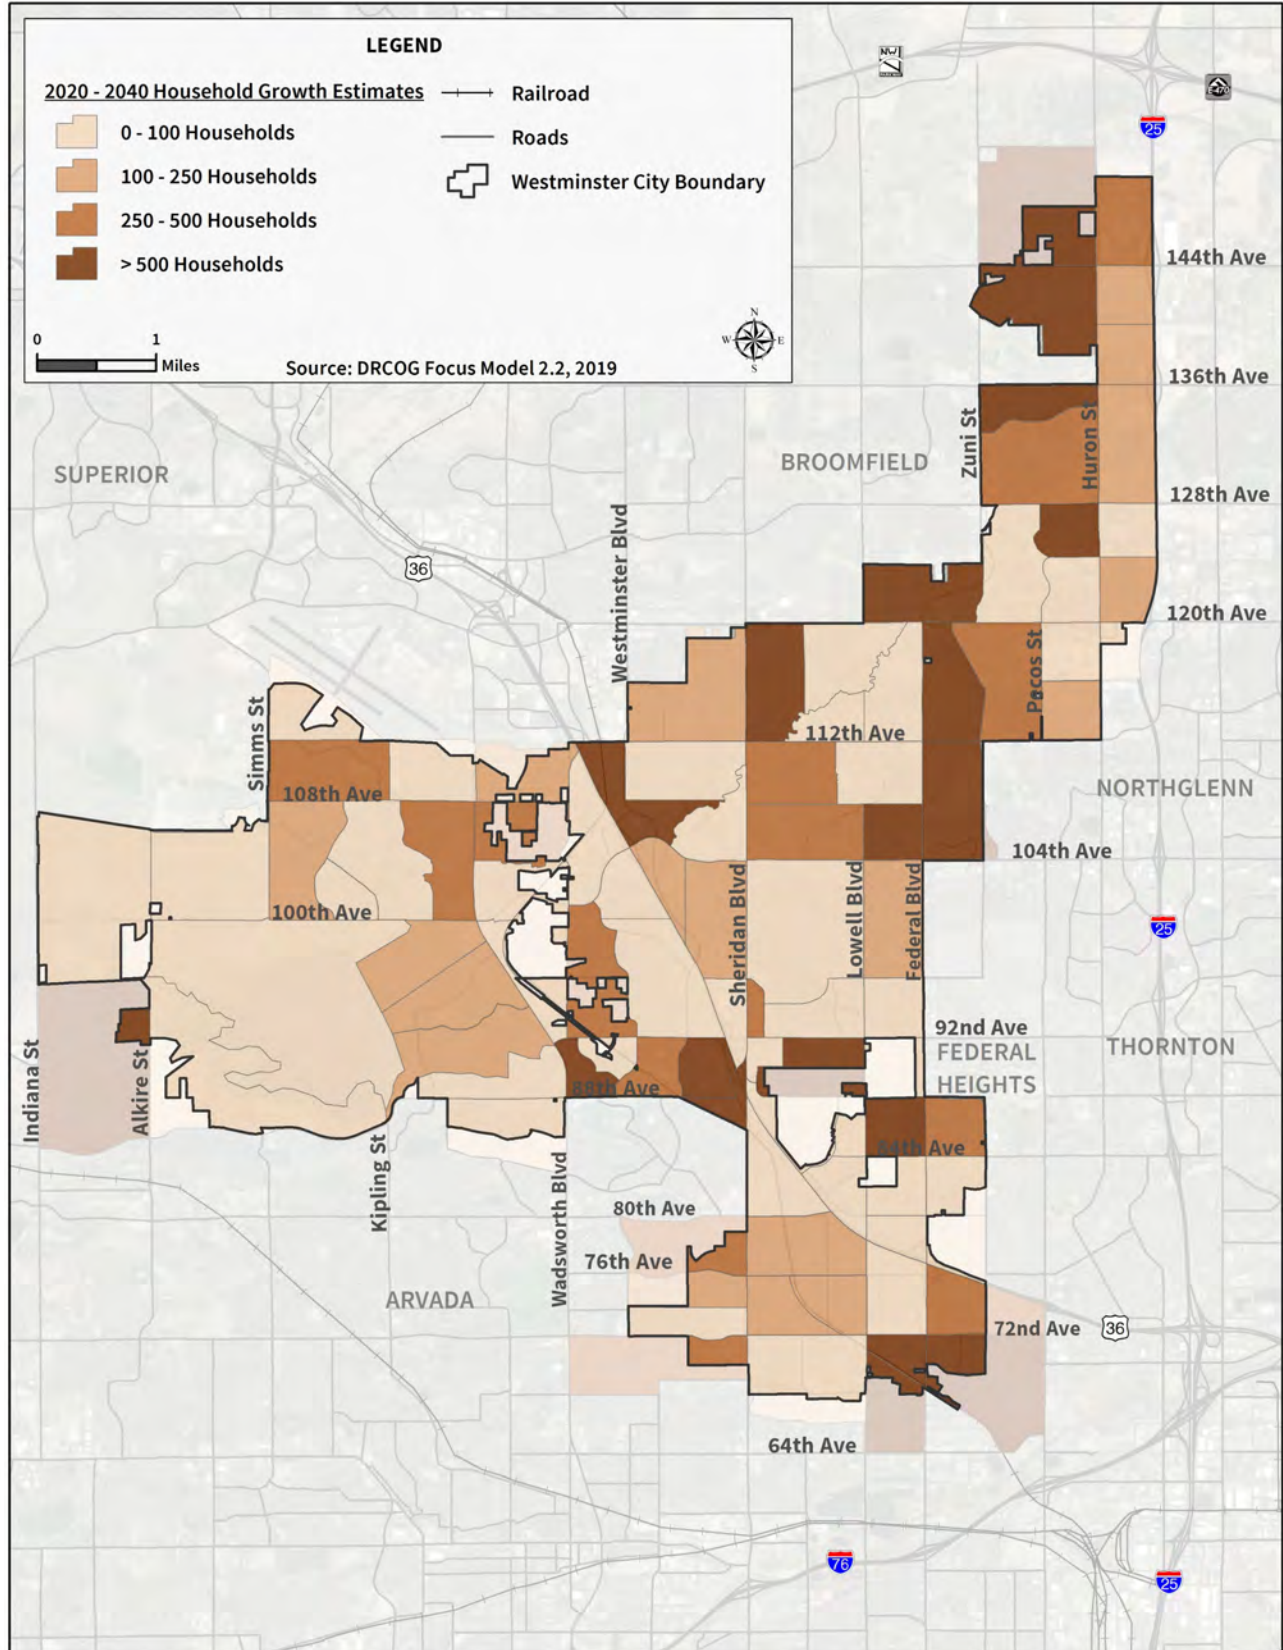 LEGEND
2020 - 2040 Household Growth Estimates
0 - 100 Households
100 - 250 Households
250 - 500 Households
> 500 Households
Railroad
Roads
Westminster City Boundary
0 1
Miles
Source: DRCOG Focus Model 2.2, 2019
N
W E
S
NW
E-470
25
144th Ave
136th Ave
Zuni St
Huron St
BROOMFIELD
SUPERIOR
128th Ave
36
Westminster Blvd
120th Ave
Pecos St
Simms St
112th Ave
108th Ave
NORTHGLENN
104th Ave
100th Ave
25
Sheridan Blvd
Lowell Blvd
Federal Blvd
92nd Ave
FEDERAL
HEIGHTS
THORNTON
Indiana St
Alkire St
88th Ave
84th Ave
Kipling St
Wadsworth Blvd
80th Ave
76th Ave
ARVADA
72nd Ave
36
64th Ave
76
25